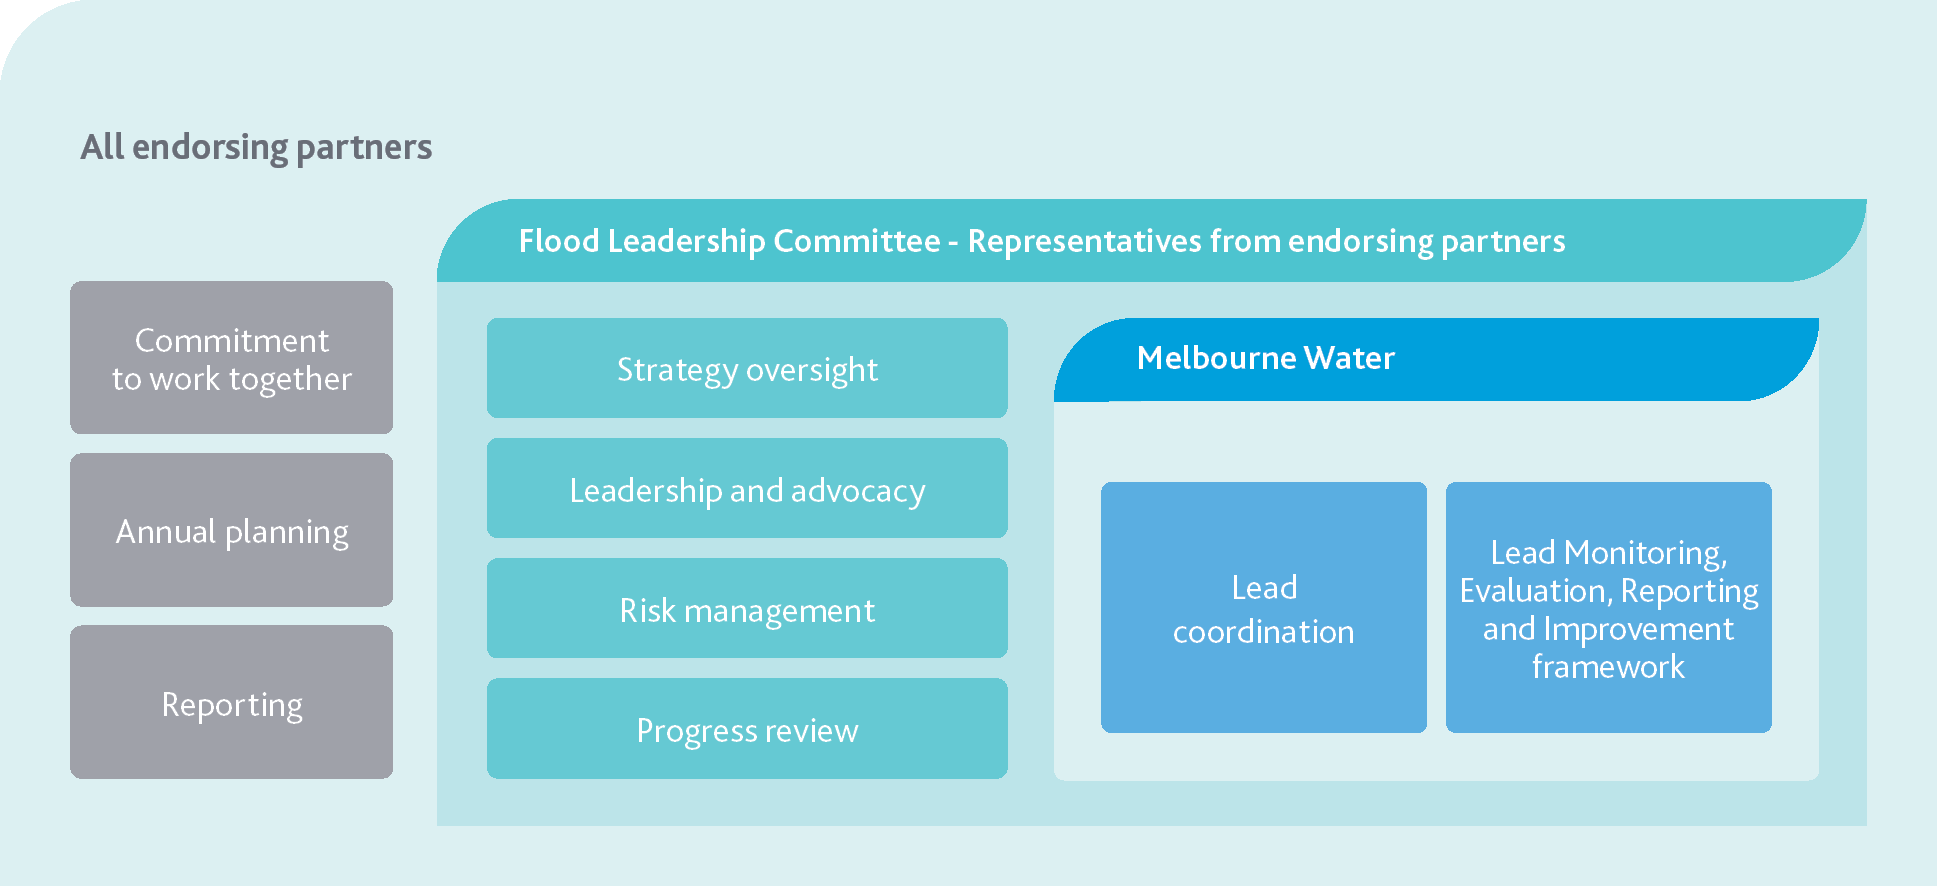 All endorsing partners
Flood Leadership Committee - Representatives from endorsing partners
Commitment
to work together
Annual planning
Reporting
Strategy oversight
Leadership and advocacy
Risk management
Progress review
Melbourne Water
Lead
coordination
Lead Monitoring,
Evaluation, Reporting
and Improvement
framework